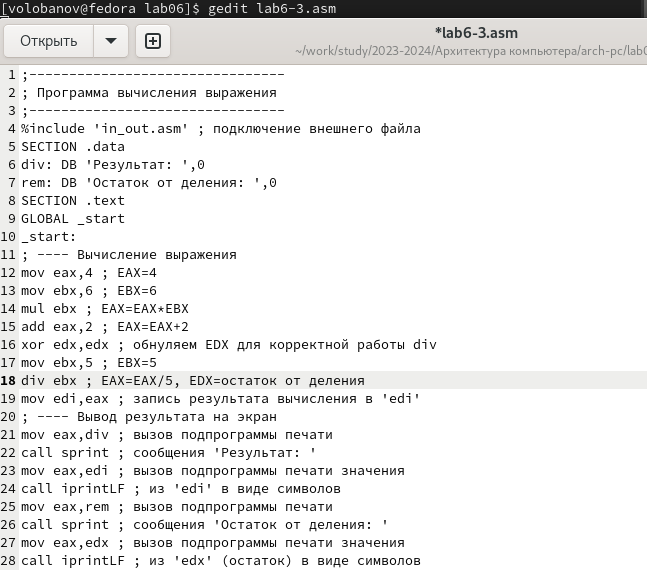 [volobanov@fedora lab06]$ gedit lab6-3.asm
Открыть
*lab6-3.asm
~/work/study/2023-2024/Архитектура компьютера/arch-pc/lab0
1 ;--------------------------------
2 ; Программа вычисления выражения
3 ;--------------------------------
4 %include 'in_out.asm' ; подключение внешнего файла
5 SECTION .data
6 div: DB 'Результат: ',0
7 rem: DB 'Остаток от деления: ',0
8 SECTION .text
9 GLOBAL _start
10 _start:
11 ; ---- Вычисление выражения
12 mov eax,4 ; EAX=4
13 mov ebx,6 ; EBX=6
14 mul ebx ; EAX=EAX*EBX
15 add eax,2 ; EAX=EAX+2
16 xor edx,edx ; обнуляем EDX для корректной работы div
17 mov ebx,5 ; EBX=5
18 div ebx ; EAX=EAX/5, EDX=остаток от деления
19 mov edi,eax ; запись результата вычисления в 'edi'
20 ; ---- Вывод результата на экран
21 mov eax,div ; вызов подпрограммы печати
22 call sprint ; сообщения 'Результат: '
23 mov eax,edi ; вызов подпрограммы печати значения
24 call iprintLF ; из 'edi' в виде символов
25 mov eax,rem ; вызов подпрограммы печати
26 call sprint ; сообщения 'Остаток от деления: '
27 mov eax,edx ; вызов подпрограммы печати значения
28 call iprintLF ; из 'edx' (остаток) в виде символов